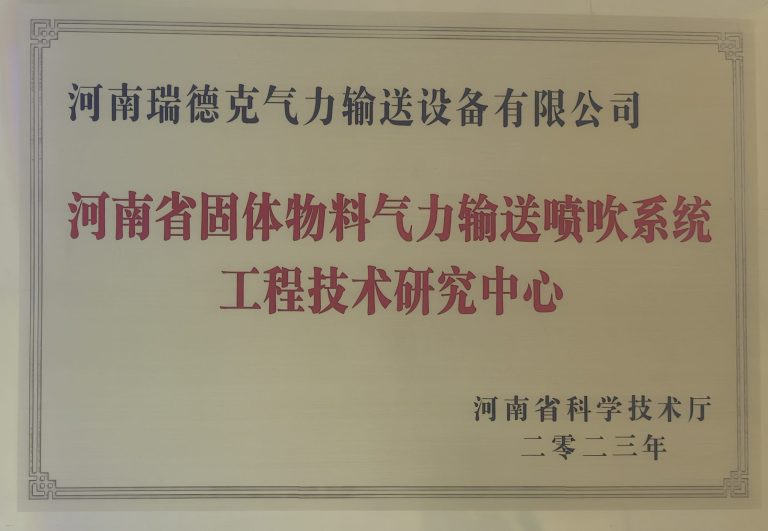 河南瑞德克气力输送设备有限公司
河南省固体物料气力输送喷吹系统
工程技术研究中心
河南省科学技术厅
二零二三年